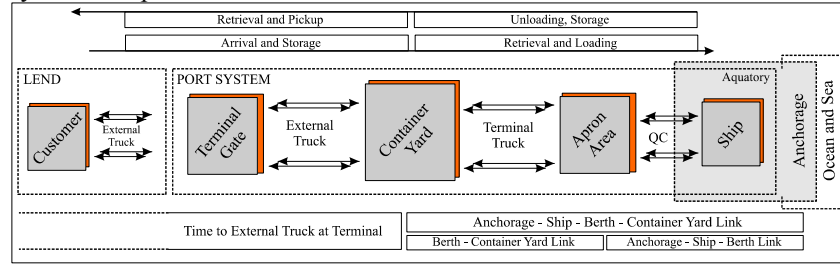 Retrieval and Pickup
Unloading, Storage
Arrival and Storage
Retrieval and Loading
LEND
PORT SYSTEM
Aquatory
Customer
External
Truck
Terminal
Gate
External
Truck
Container
Yard
Terminal
Truck
Apron
Area
QC
Ship
Anchorage
Ocean and Sea
Time to External Truck at Terminal
Anchorage - Ship - Berth - Container Yard Link
Berth - Container Yard Link
Anchorage - Ship - Berth Link